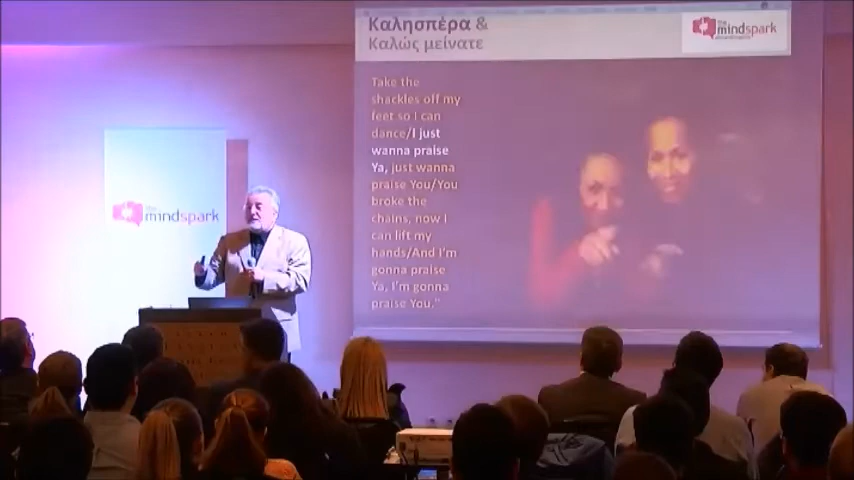 Καλησπέρα &
Καλώς μείνατε
the
mindspark
Take the
shackles off my
feet so I can
dance/I just
wanna praise
Ya, just wanna
praise You/You
broke the
chains, now I
can lift my
hands/And I'm
gonna praise
Ya, I'm gonna
praise You."
the
mindspark